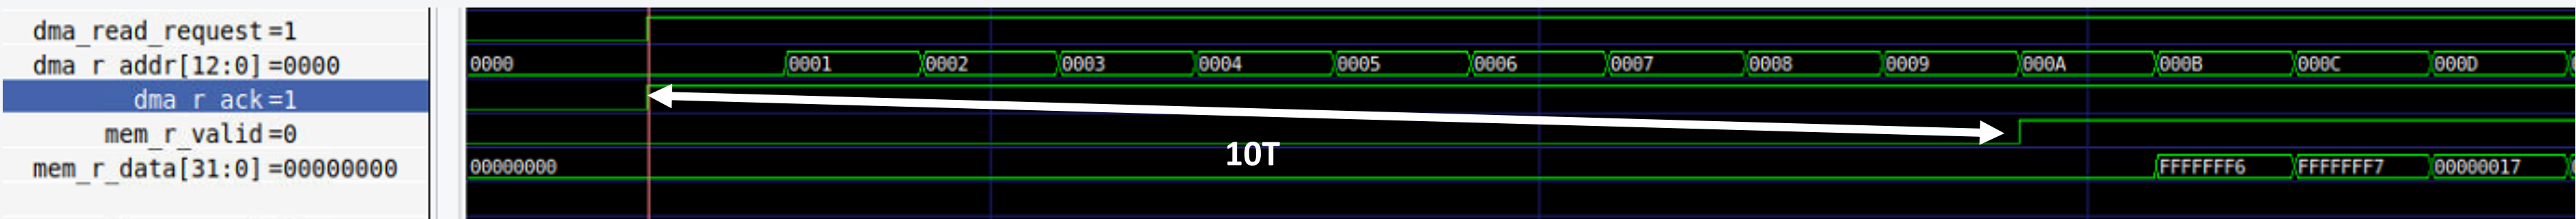 dma_read_request=1
dma_r_addr[12:0]=0000 0000 0001 0002 0003 0004 0005 0006 0007 0008 0009 000A 000B 000C 000D
dma_r_ack=1
mem_r_valid=0
10T
mem_r_data[31:0]=00000000 00000000 FFFFFFF6 FFFFFFF7 00000017